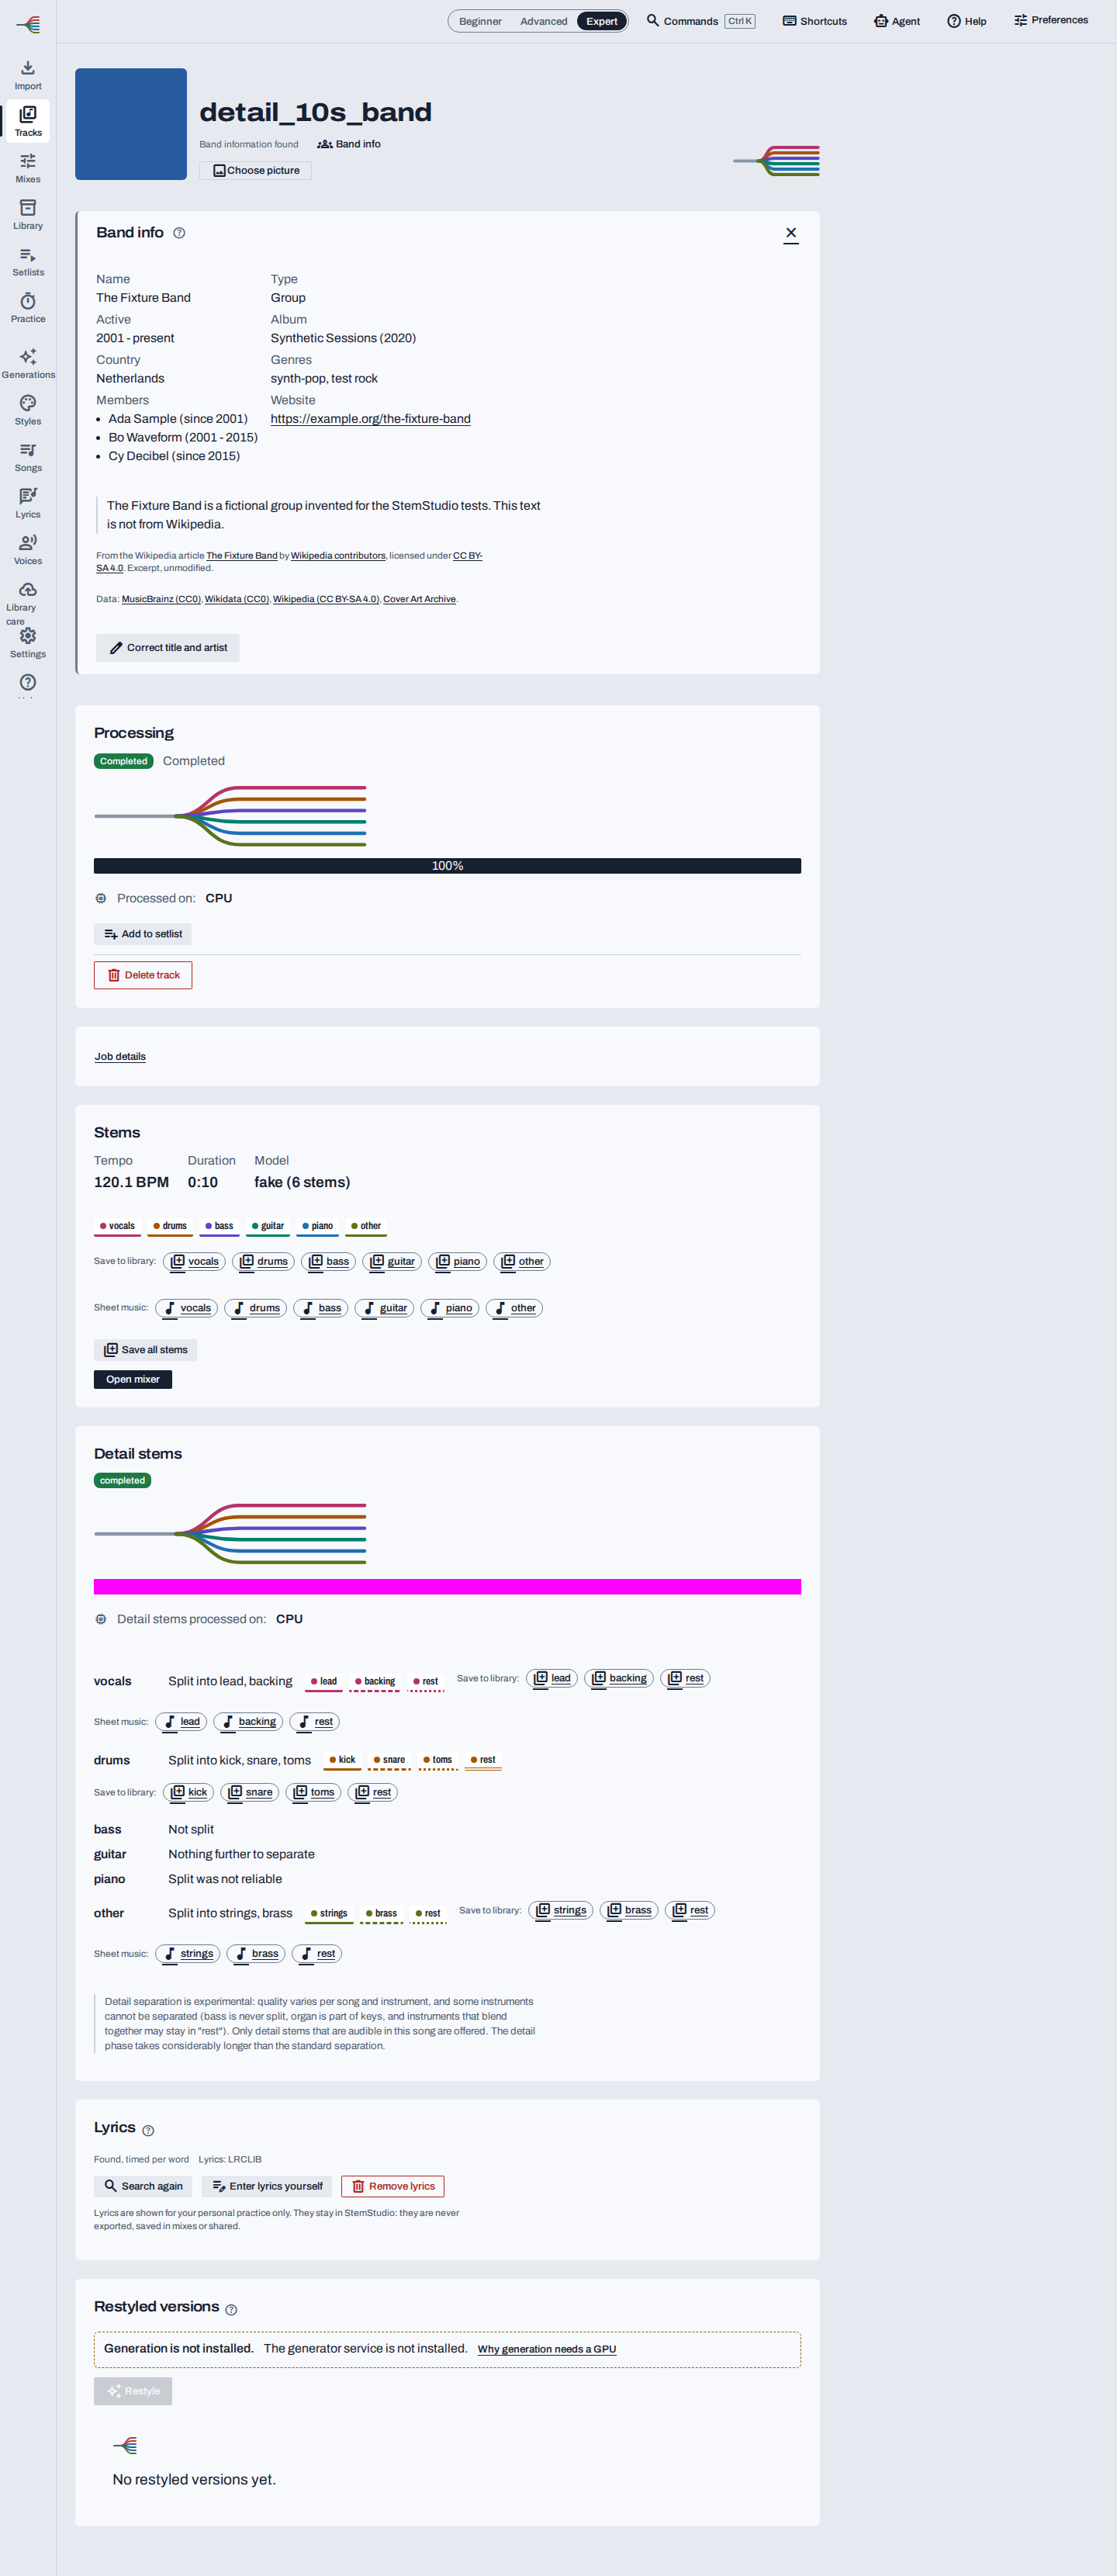 Beginner Advanced Expert Commands Ctrl K Shortcuts Agent Help Preferences
Import
Tracks
Mixes
Library
Setlists
Practice
Generations
Styles
Songs
Lyrics
Voices
Library
care
Settings
detail_10s_band
Band information found Band info
Choose picture
Band info
Name Type
The Fixture Band Group
Active Album
2001 - present Synthetic Sessions (2020)
Country Genres
Netherlands synth-pop, test rock
Members Website
• Ada Sample (since 2001) https://example.org/the-fixture-band
• Bo Waveform (2001 - 2015)
• Cy Decibel (since 2015)
The Fixture Band is a fictional group invented for the StemStudio tests. This text
is not from Wikipedia.
From the Wikipedia article The Fixture Band by Wikipedia contributors, licensed under CC BY-
SA 4.0. Excerpt, unmodified.
Data: MusicBrainz (CC0), Wikidata (CC0), Wikipedia (CC BY-SA 4.0), Cover Art Archive.
Correct title and artist
Processing
Completed Completed
100%
Processed on: CPU
Add to setlist
Delete track
Job details
Stems
Tempo Duration Model
120.1 BPM 0:10 fake (6 stems)
vocals drums bass guitar piano other
Save to library: vocals drums bass guitar piano other
Sheet music: vocals drums bass guitar piano other
Save all stems
Open mixer
Detail stems
completed
Detail stems processed on: CPU
vocals Split into lead, backing lead backing rest Save to library: lead backing rest
Sheet music: lead backing rest
drums Split into kick, snare, toms kick snare toms rest
Save to library: kick snare toms rest
bass Not split
guitar Nothing further to separate
piano Split was not reliable
other Split into strings, brass strings brass rest Save to library: strings brass rest
Sheet music: strings brass rest
Detail separation is experimental: quality varies per song and instrument, and some instruments
cannot be separated (bass is never split, organ is part of keys, and instruments that blend
together may stay in "rest"). Only detail stems that are audible in this song are offered. The detail
phase takes considerably longer than the standard separation.
Lyrics
Found, timed per word Lyrics: LRCLIB
Search again Enter lyrics yourself Remove lyrics
Lyrics are shown for your personal practice only. They stay in StemStudio: they are never
exported, saved in mixes or shared.
Restyled versions
Generation is not installed. The generator service is not installed. Why generation needs a GPU
Restyle
No restyled versions yet.